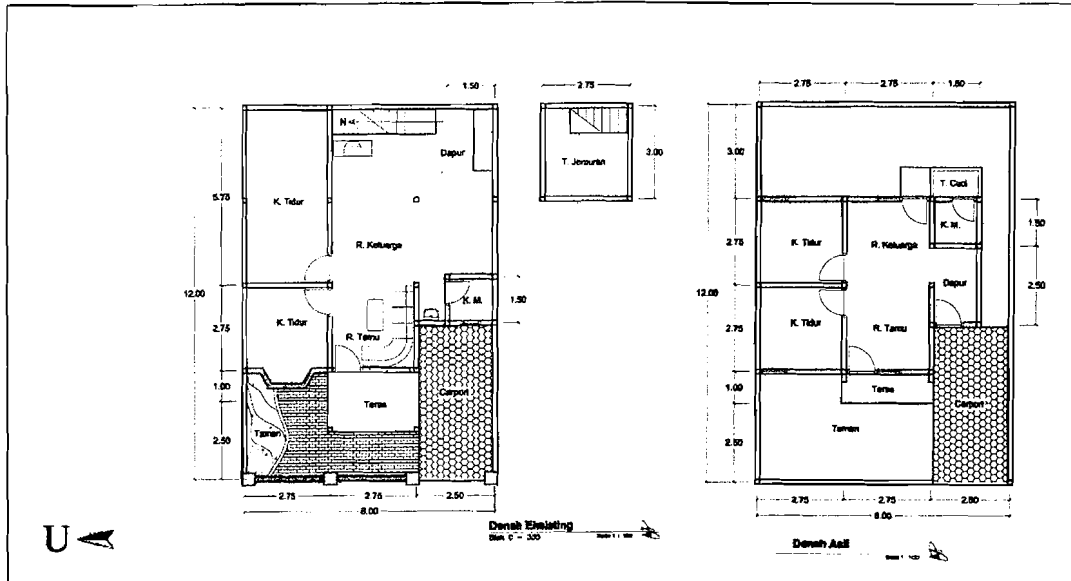 1.50
N
Dapur
K. Tidur
R. Keluarga
K. Tidur
R. Tamu
K. M.
Teras
Carport
Taman
5.75
12.00
2.75
1.00
2.50
1.50
2.75
2.75
2.50
8.00
Denah Eksisting
2.75
T. Jemuran
3.00
2.75
2.75
1.50
3.00
T. Cuci
K. M.
K. Tidur
R. Keluarga
Dapur
K. Tidur
R. Tamu
Teras
Carport
Taman
2.75
12.00
2.75
1.00
2.50
1.50
2.50
2.75
2.75
2.50
8.00
Denah Asli
U